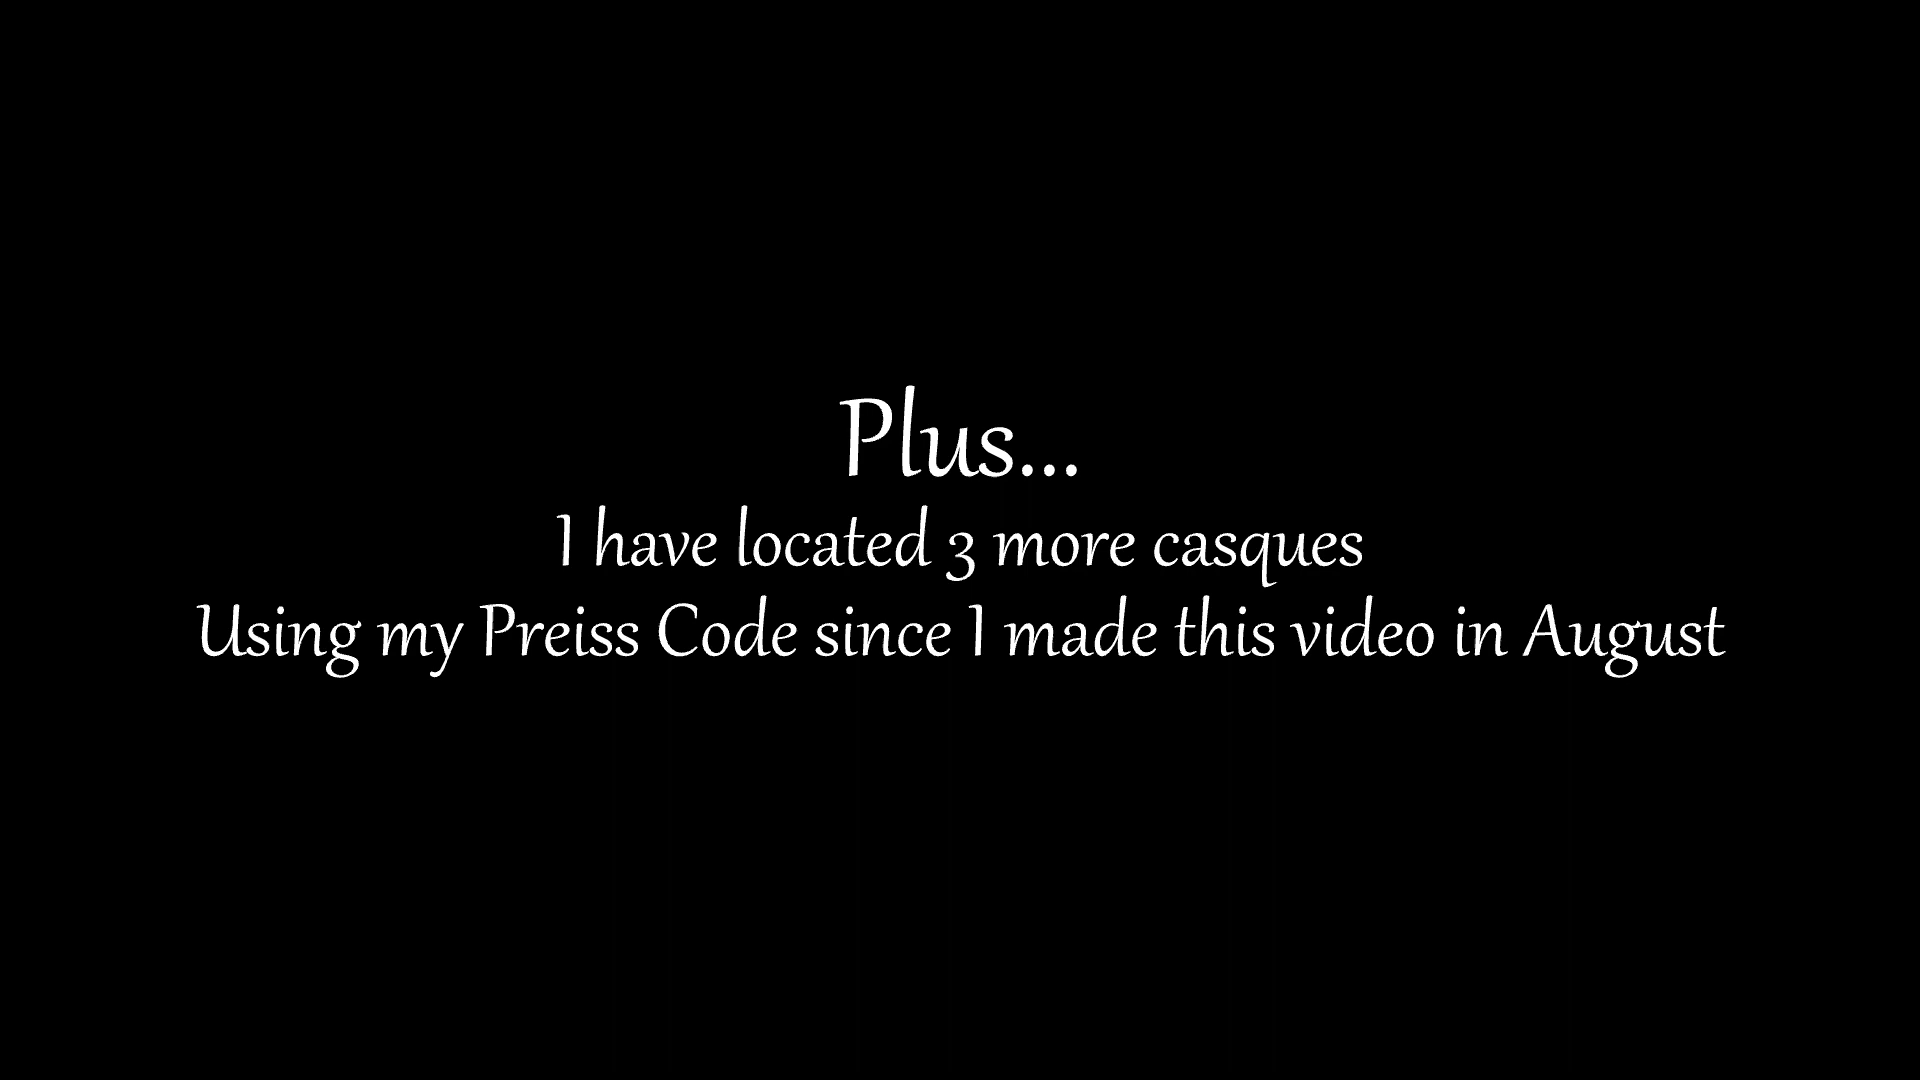 Plus...
I have located 3 more casques
Using my Preiss Code since I made this video in August